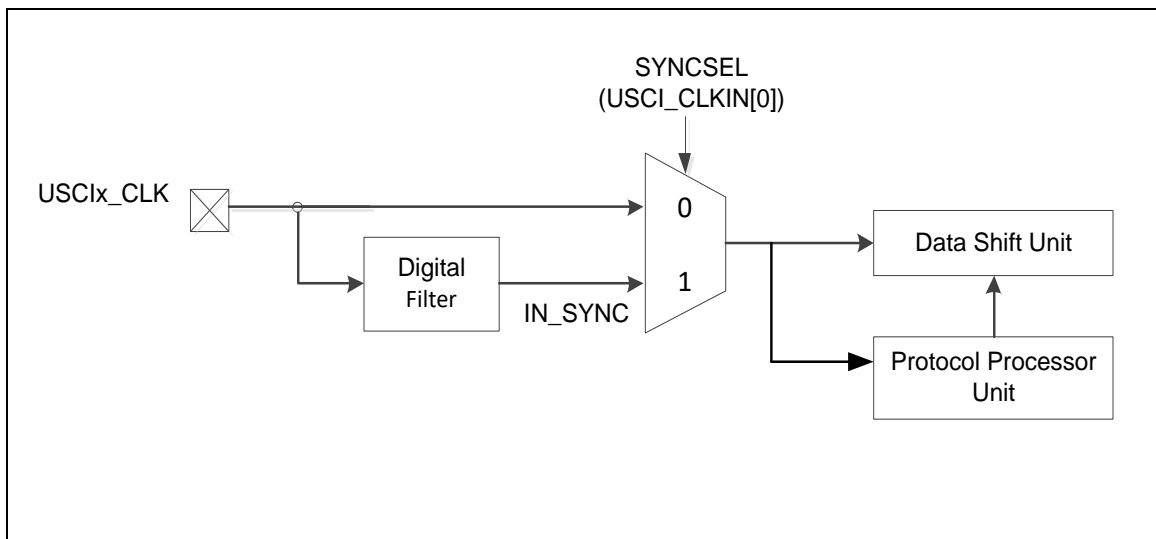 SYNCSEL
(USCI_CLKIN[0])
USCIx_CLK
0
Data Shift Unit
Digital
Filter
1
IN_SYNC
Protocol Processor
Unit